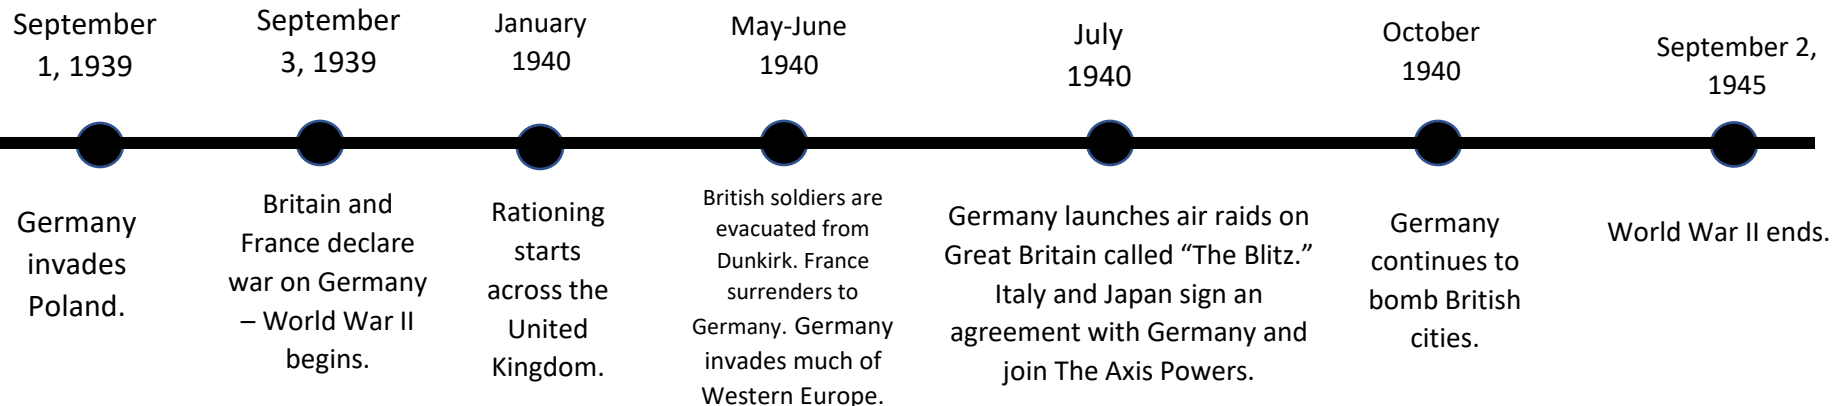 September
1, 1939
September
3, 1939
January
1940
May-June
1940
July
1940
October
1940
September 2,
1945
Germany
invades
Poland.
Britain and
France declare
war on Germany
– World War II
begins.
Rationing
starts
across the
United
Kingdom.
British soldiers are
evacuated from
Dunkirk. France
surrenders to
Germany. Germany
invades much of
Western Europe.
Germany launches air raids on
Great Britain called “The Blitz.”
Italy and Japan sign an
agreement with Germany and
join The Axis Powers.
Germany
continues to
bomb British
cities.
World War II ends.